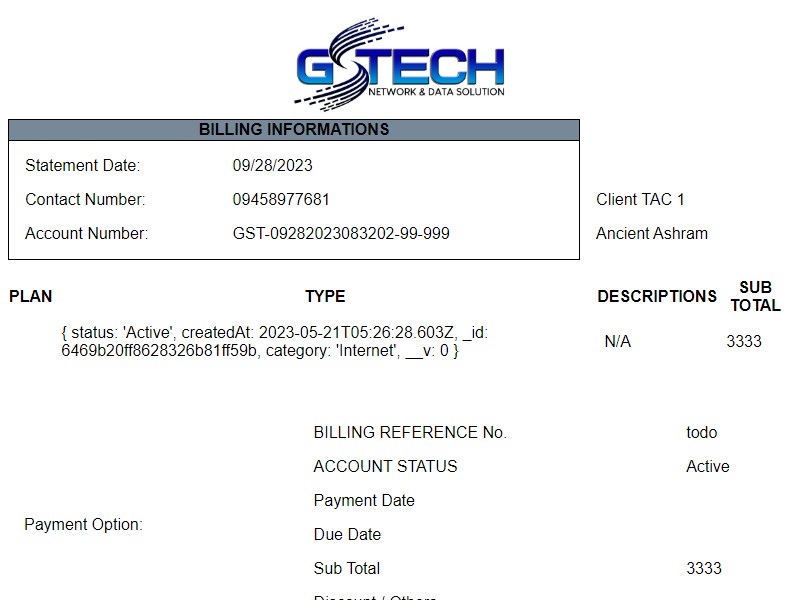 GSTECH
NETWORK & DATA SOLUTION
BILLING INFORMATIONS
Statement Date: 09/28/2023
Contact Number: 09458977681
Client TAC 1
Account Number: GST-09282023083202-99-999
Ancient Ashram
PLAN TYPE DESCRIPTIONS SUB TOTAL
{ status: 'Active', createdAt: 2023-05-21T05:26:28.603Z, _id:
6469b20ff8628326b81ff59b, category: 'Internet', __v: 0 }
N/A 3333
BILLING REFERENCE No. todo
ACCOUNT STATUS Active
Payment Date
Payment Option:
Due Date
Sub Total 3333
Discount / Others